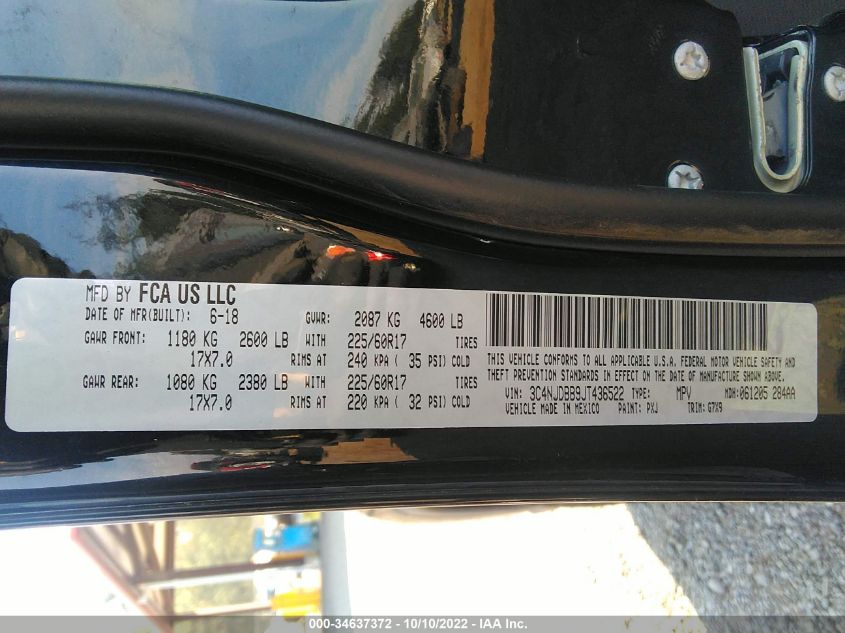 MFD BY FCA US LLC
DATE OF MFR(BUILT): 6-18 GVWR: 2087 KG 4600 LB
GAWR FRONT: 1180 KG 2600 LB WITH 225/60R17 TIRES
17X7.0 RIMS AT 240 KPA ( 35 PSI) COLD
GAWR REAR: 1080 KG 2380 LB WITH 225/60R17 TIRES
17X7.0 RIMS AT 220 KPA ( 32 PSI) COLD
THIS VEHICLE CONFORMS TO ALL APPLICABLE U.S.A. FEDERAL MOTOR VEHICLE SAFETY AND
THEFT PREVENTION STANDARDS IN EFFECT ON THE DATE OF MANUFACTURE SHOWN ABOVE.
VIN: 3C4NJDBB9JT436522 TYPE: MPV MDH: 061205 284AA
VEHICLE MADE IN MEXICO PAINT: PXJ TRIM: G7X9
000-34637372 - 10/10/2022 - IAA Inc.